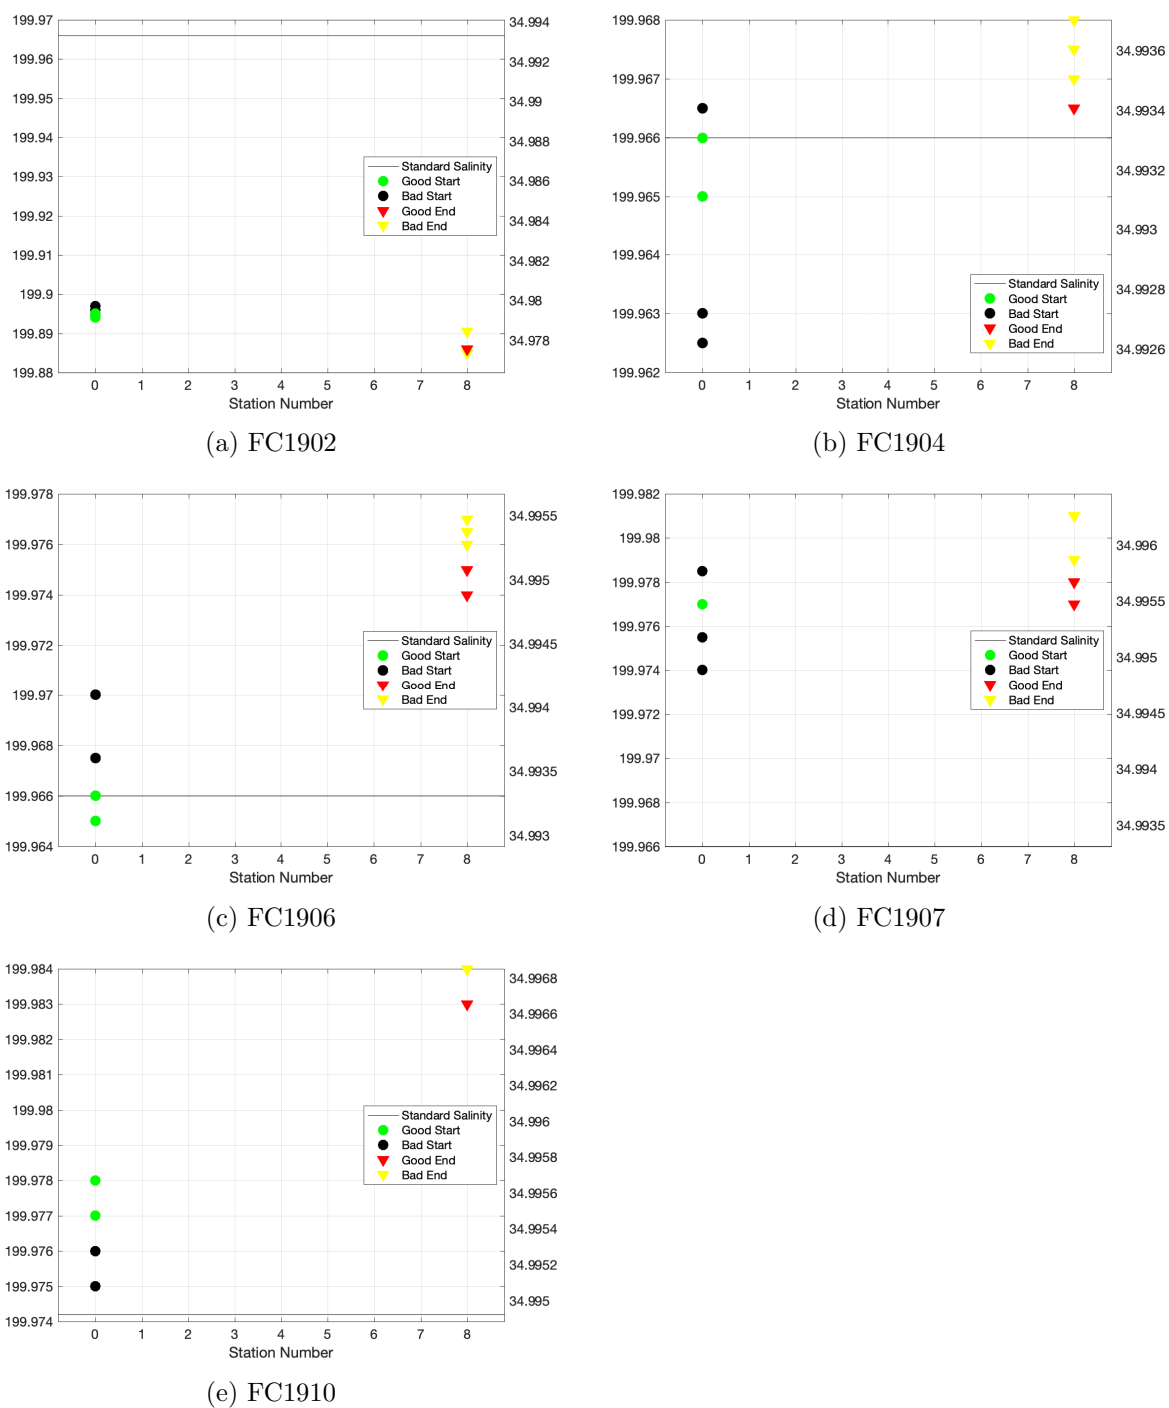 199.97
199.96
199.95
199.94
199.93
199.92
199.91
199.9
199.89
199.88
34.994
34.992
34.99
34.988
34.986
34.984
34.982
34.98
34.978
Standard Salinity
Good Start
Bad Start
Good End
Bad End
0 1 2 3 4 5 6 7 8
Station Number
(a) FC1902
199.968
199.967
199.966
199.965
199.964
199.963
199.962
34.9936
34.9934
34.9932
34.993
34.9928
34.9926
Standard Salinity
Good Start
Bad Start
Good End
Bad End
0 1 2 3 4 5 6 7 8
Station Number
(b) FC1904
199.978
199.976
199.974
199.972
199.97
199.968
199.966
199.964
34.9955
34.995
34.9945
34.994
34.9935
34.993
Standard Salinity
Good Start
Bad Start
Good End
Bad End
0 1 2 3 4 5 6 7 8
Station Number
(c) FC1906
199.982
199.98
199.978
199.976
199.974
199.972
199.97
199.968
199.966
34.996
34.9955
34.995
34.9945
34.994
34.9935
Standard Salinity
Good Start
Bad Start
Good End
Bad End
0 1 2 3 4 5 6 7 8
Station Number
(d) FC1907
199.984
199.983
199.982
199.981
199.98
199.979
199.978
199.977
199.976
199.975
199.974
34.9968
34.9966
34.9964
34.9962
34.996
34.9958
34.9956
34.9954
34.9952
34.995
Standard Salinity
Good Start
Bad Start
Good End
Bad End
0 1 2 3 4 5 6 7 8
Station Number
(e) FC1910